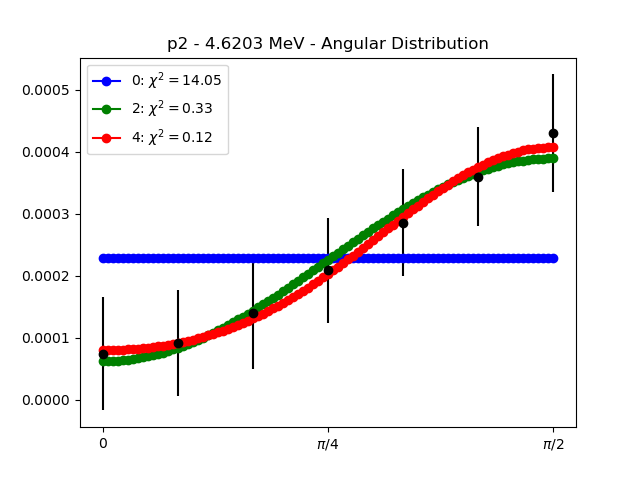 p2 - 4.6203 MeV - Angular Distribution
0: χ² = 14.05
2: χ² = 0.33
4: χ² = 0.12
0.0005
0.0004
0.0003
0.0002
0.0001
0.0000
0
π/4
π/2